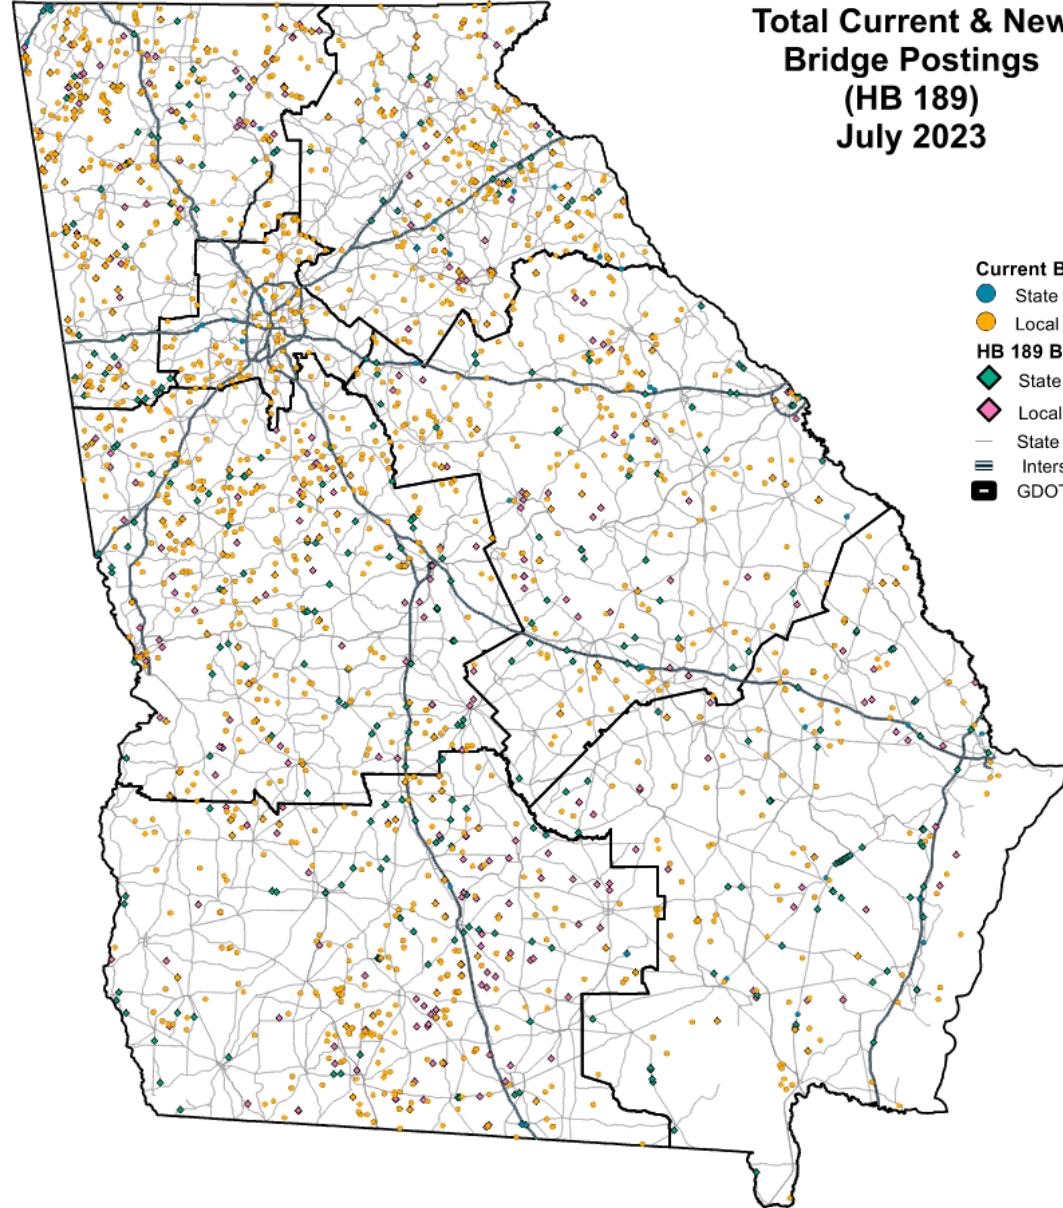 Total Current & New
Bridge Postings
(HB 189)
July 2023
Current B
State
Local
HB 189 B
State
Local
State
Inters
GDOT